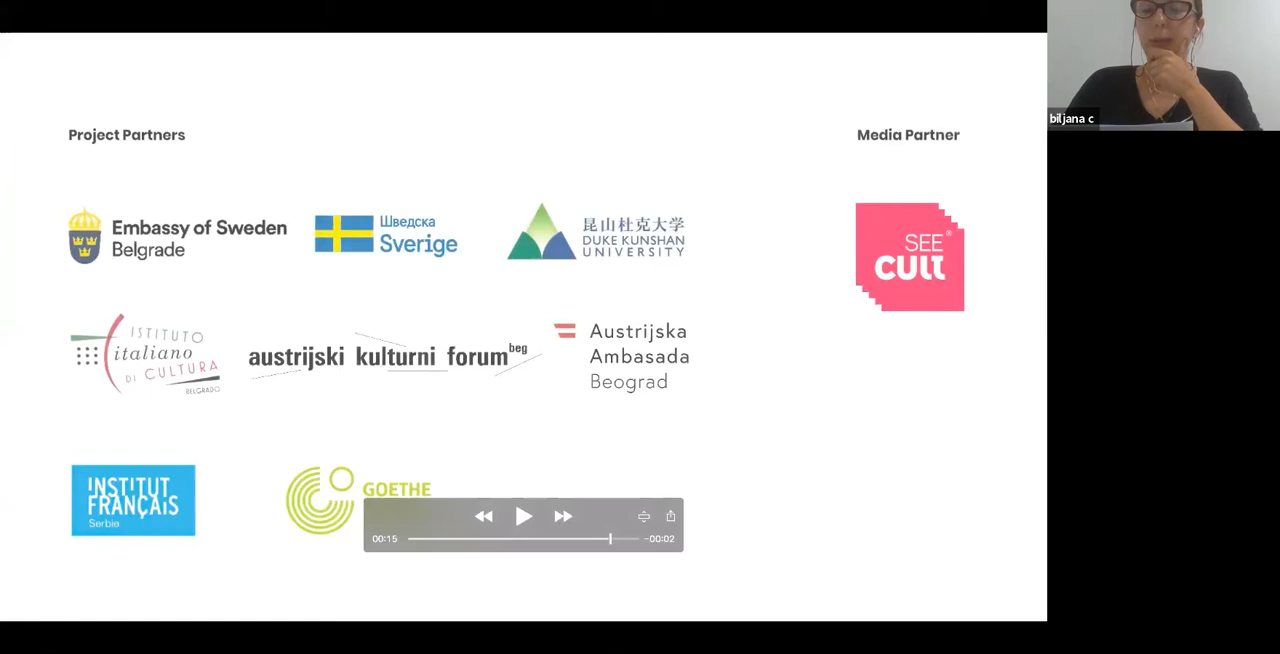 Project Partners
Media Partner
Embassy of Sweden
Belgrade
Шведска
Sverige
昆山杜克大学
DUKE KUNSHAN
UNIVERSITY
SEE
cult
ISTITUTO
italiano
DI CULTURA
BELGRADO
austrijski kulturni forum beg
Austrijska
Ambasada
Beograd
INSTITUT
FRANÇAIS
Serbie
GOETHE
00:15
-00:02
biljana c